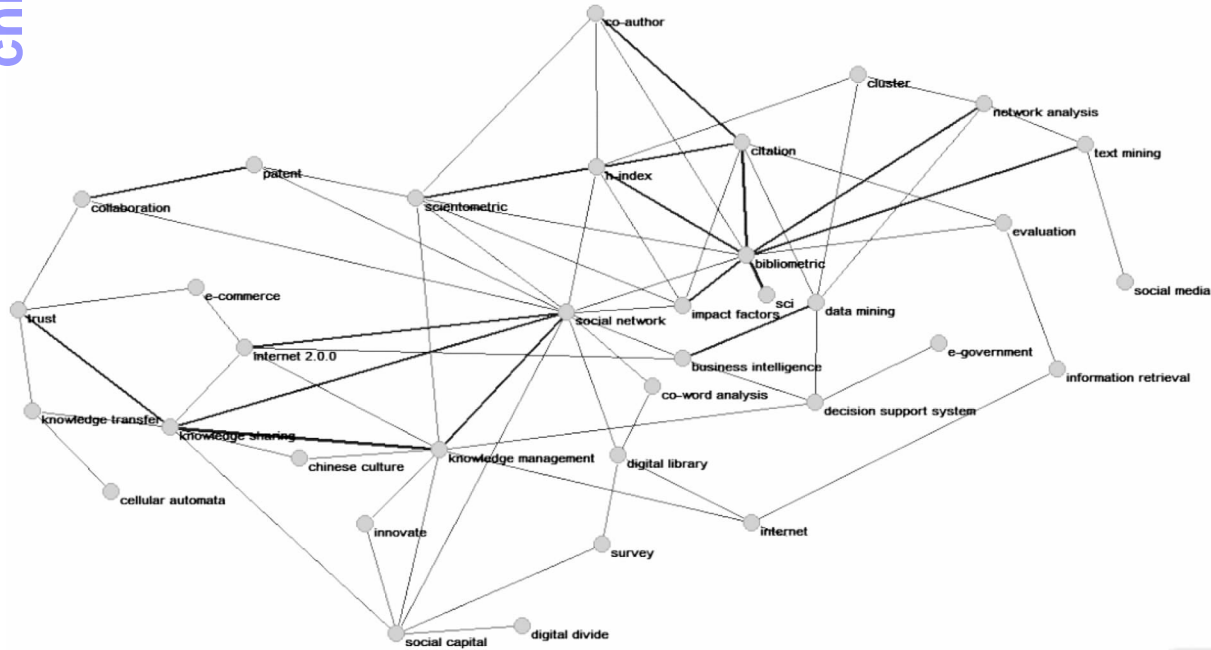 co-author
cluster
network analysis
citation
text mining
patent
h-index
collaboration
scientometric
evaluation
bibliometric
social media
e-commerce
sci
trust
social network
impact factors
data mining
internet 2.0.0
e-government
business intelligence
information retrieval
co-word analysis
knowledge transfer
decision support system
knowledge sharing
chinese culture
knowledge management
digital library
cellular automata
innovate
internet
survey
social capital
digital divide